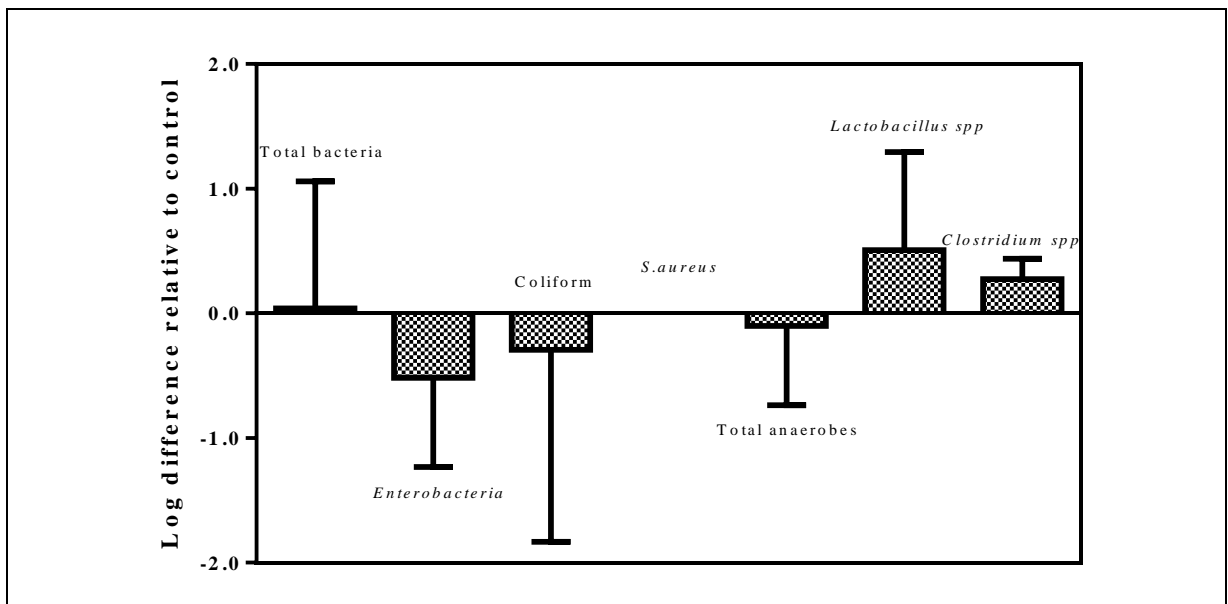 Log difference relative to control
2.0
1.0
0.0
-1.0
-2.0
Total bacteria
Enterobacteria
Coliform
S.aureus
Total anaerobes
Lactobacillus spp
Clostridium spp